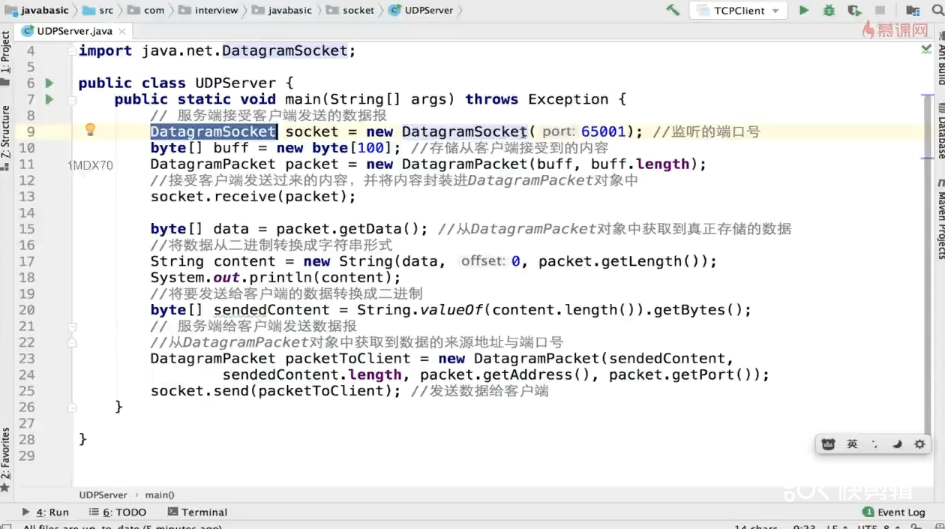 javabasic src com interview javabasic socket UDPServer TCPClient
慕课网
UDPServer.java
1: Project
Ant Build
4 import java.net.DatagramSocket;
5
6 public class UDPServer {
7 public static void main(String[] args) throws Exception {
8 // 服务端接受客户端发送的数据报
9 DatagramSocket socket = new DatagramSocket( port: 65001); //监听的端口号
10 byte[] buff = new byte[100]; //存储从客户端接受到的内容
11 DatagramPacket packet = new DatagramPacket(buff, buff.length);
1MDX70
12 //接受客户端发送过来的内容，并将内容封装进DatagramPacket对象中
13 socket.receive(packet);
14
15 byte[] data = packet.getData(); //从DatagramPacket对象中获取到真正存储的数据
16 //将数据从二进制转换成字符串形式
17 String content = new String(data, offset: 0, packet.getLength());
18 System.out.println(content);
19 //将要发送给客户端的数据转换成二进制
20 byte[] sendedContent = String.valueOf(content.length()).getBytes();
21 // 服务端给客户端发送数据报
22 //从DatagramPacket对象中获取到数据的来源地址与端口号
23 DatagramPacket packetToClient = new DatagramPacket(sendedContent,
24 sendedContent.length, packet.getAddress(), packet.getPort());
25 socket.send(packetToClient); //发送数据给客户端
26 }
27
28 }
29
7: Structure
Database
Maven Projects
2: Favorites
英
UDPServer main()
快剪辑
4: Run 6: TODO Terminal 1 Event Log
All files are up-to-date (5 minutes ago) 14 chars 9:23 LF UTF-8